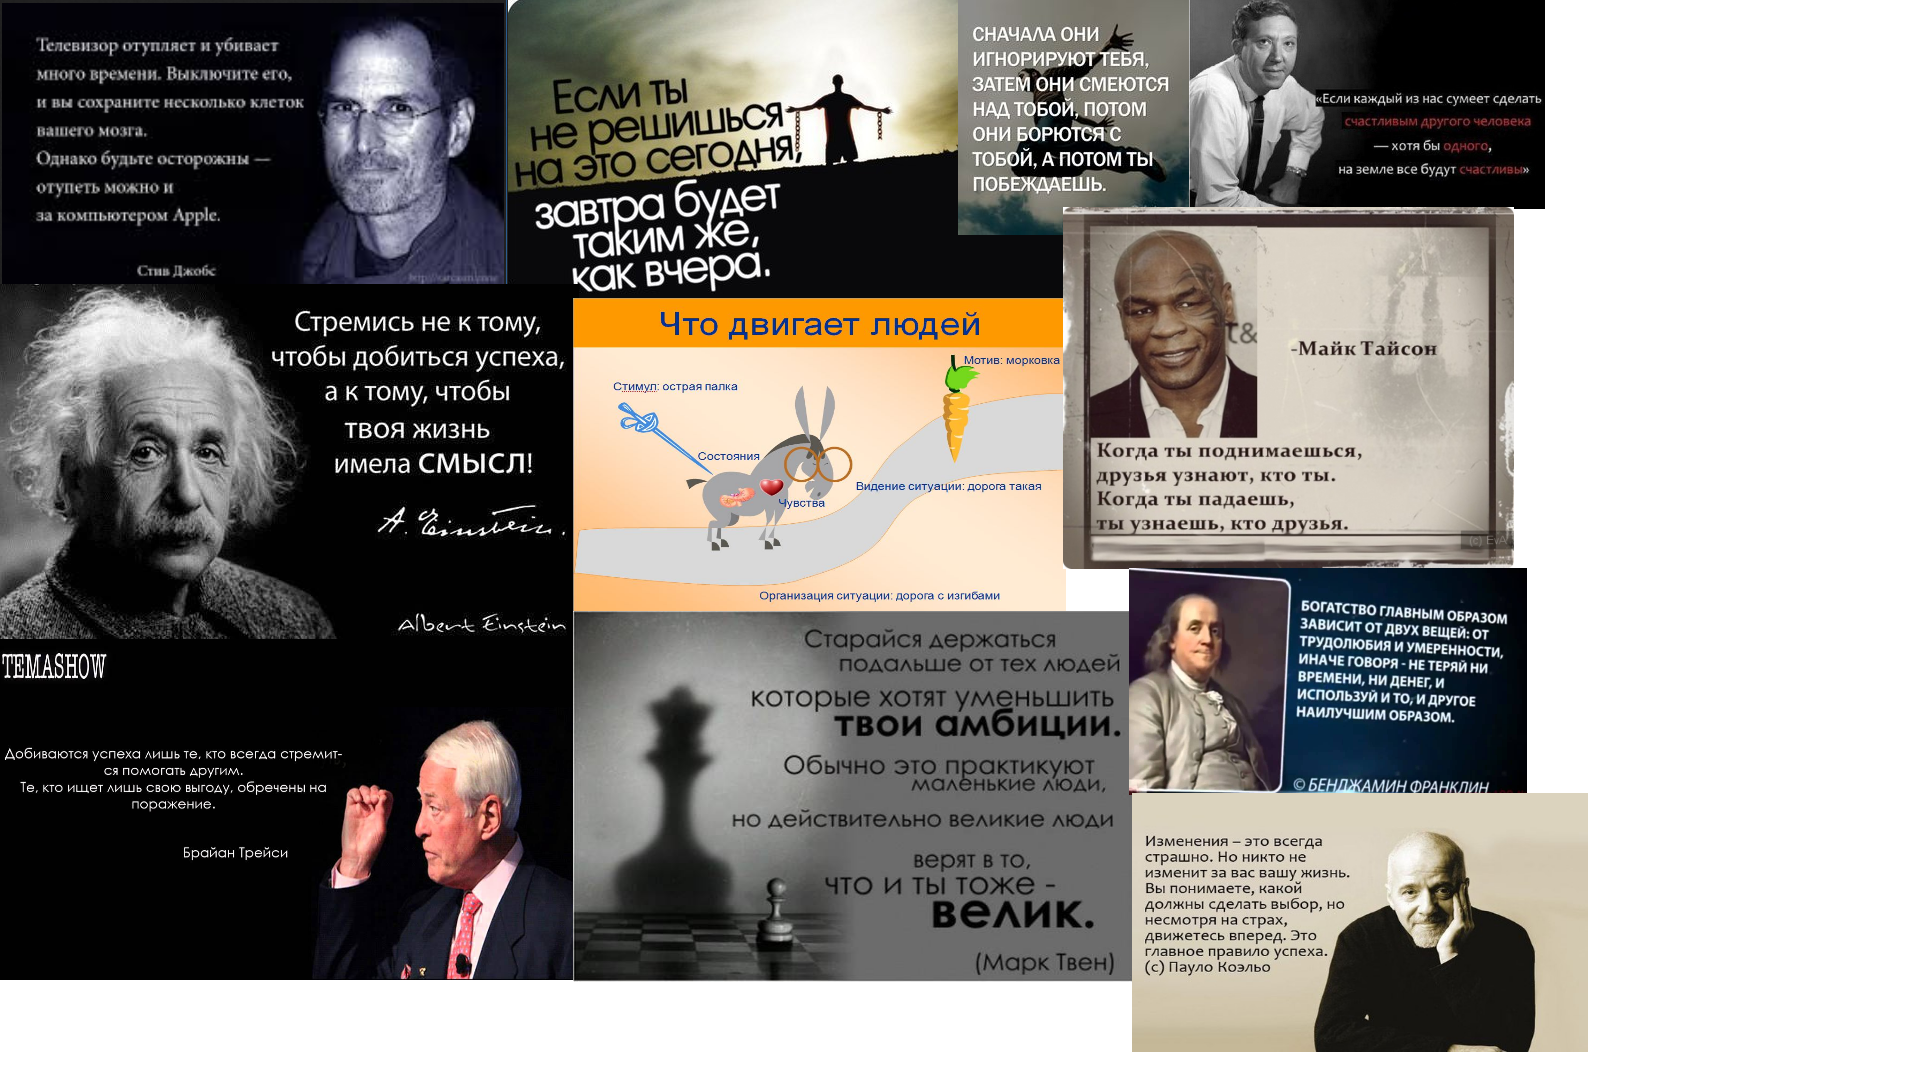 Телевизор отупляет и убивает
много времени. Выключите его,
и вы сохраните несколько клеток
вашего мозга.
Однако будьте осторожны —
отупеть можно и
за компьютером Apple.
Стив Джобс
Если ты
не решишься
на это сегодня,
завтра будет
таким же,
как вчера.
СНАЧАЛА ОНИ
ИГНОРИРУЮТ ТЕБЯ,
ЗАТЕМ ОНИ СМЕЮТСЯ
НАД ТОБОЙ, ПОТОМ
ОНИ БОРЮТСЯ С
ТОБОЙ, А ПОТОМ ТЫ
ПОБЕЖДАЕШЬ.
«Если каждый из нас сумеет сделать
счастливым другого человека
— хотя бы одного,
на земле все будут счастливы»
Стремись не к тому,
чтобы добиться успеха,
а к тому, чтобы
твоя жизнь
имела СМЫСЛ!
A. Einstein.
Albert Einstein
Что двигает людей
Мотив: морковка
Стимул: острая палка
Состояния
Видение ситуации: дорога такая
Чувства
Организация ситуации: дорога с изгибами
t&
-Майк Тайсон
Когда ты поднимаешься,
друзья узнают, кто ты.
Когда ты падаешь,
ты узнаешь, кто друзья.
(c) EvA
БОГАТСТВО ГЛАВНЫМ ОБРАЗОМ
ЗАВИСИТ ОТ ДВУХ ВЕЩЕЙ: ОТ
ТРУДОЛЮБИЯ И УМЕРЕННОСТИ,
ИНАЧЕ ГОВОРЯ - НЕ ТЕРЯЙ НИ
ВРЕМЕНИ, НИ ДЕНЕГ, И
ИСПОЛЬЗУЙ И ТО, И ДРУГОЕ
НАИЛУЧШИМ ОБРАЗОМ.
© БЕНДЖАМИН ФРАНКЛИН
TEMASHOW
Добиваются успеха лишь те, кто всегда стремит-
ся помогать другим.
Те, кто ищет лишь свою выгоду, обречены на
поражение.
Брайан Трейси
Старайся держаться
подальше от тех людей
которые хотят уменьшить
твои амбиции.
Обычно это практикуют
маленькие люди,
но действительно великие люди
верят в то,
что и ты тоже -
велик.
(Марк Твен)
Изменения – это всегда
страшно. Но никто не
изменит за вас вашу жизнь.
Вы понимаете, какой
должны сделать выбор, но
несмотря на страх,
движетесь вперед. Это
главное правило успеха.
(с) Пауло Коэльо